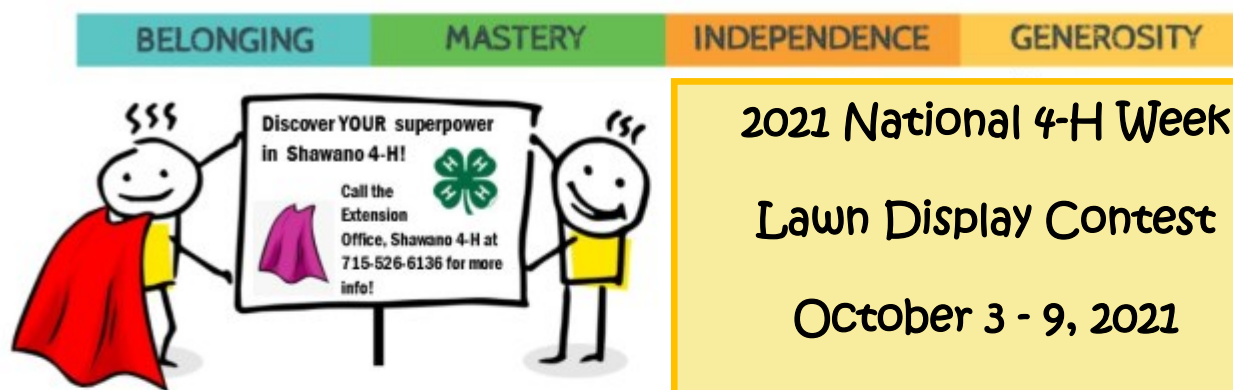 BELONGING MASTERY INDEPENDENCE GENEROSITY
Discover YOUR superpower
in Shawano 4-H!
H H
H H
Call the
Extension
Office, Shawano 4-H at
715-526-6136 for more
info!
2021 National 4-H Week
Lawn Display Contest
October 3 - 9, 2021